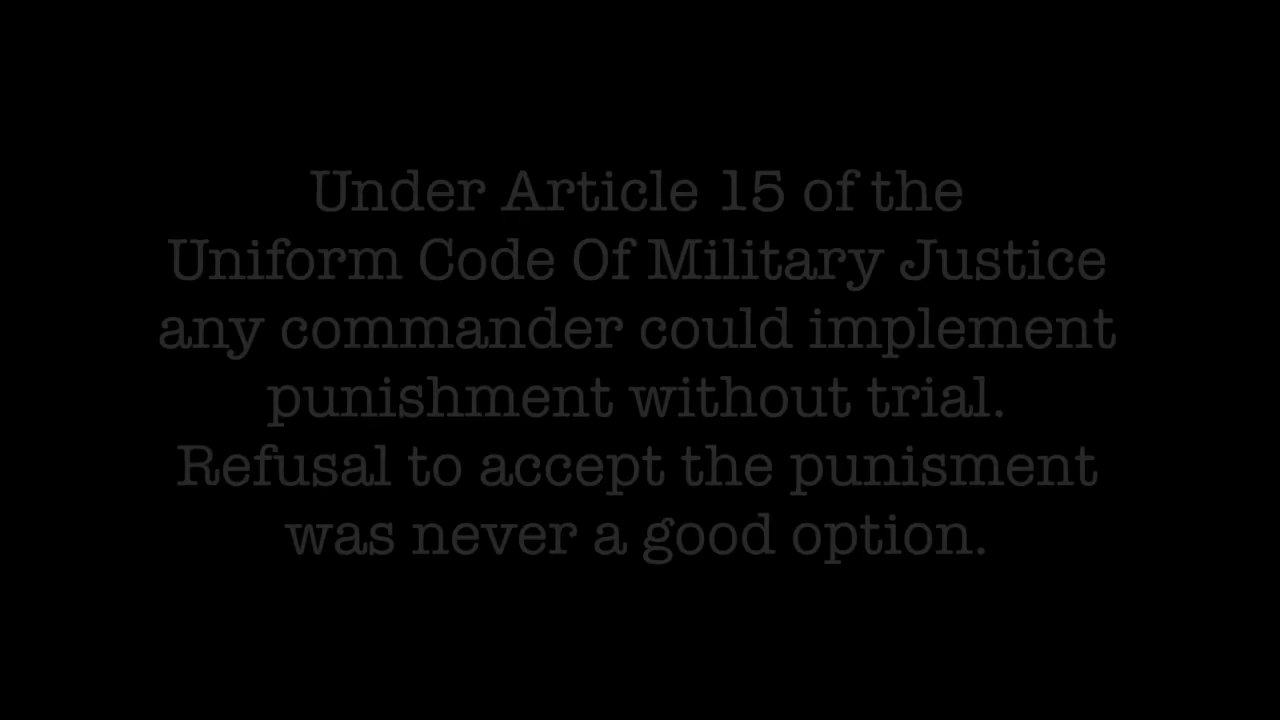 Under Article 15 of the
Uniform Code Of Military Justice
any commander could implement
punishment without trial.
Refusal to accept the punisment
was never a good option.